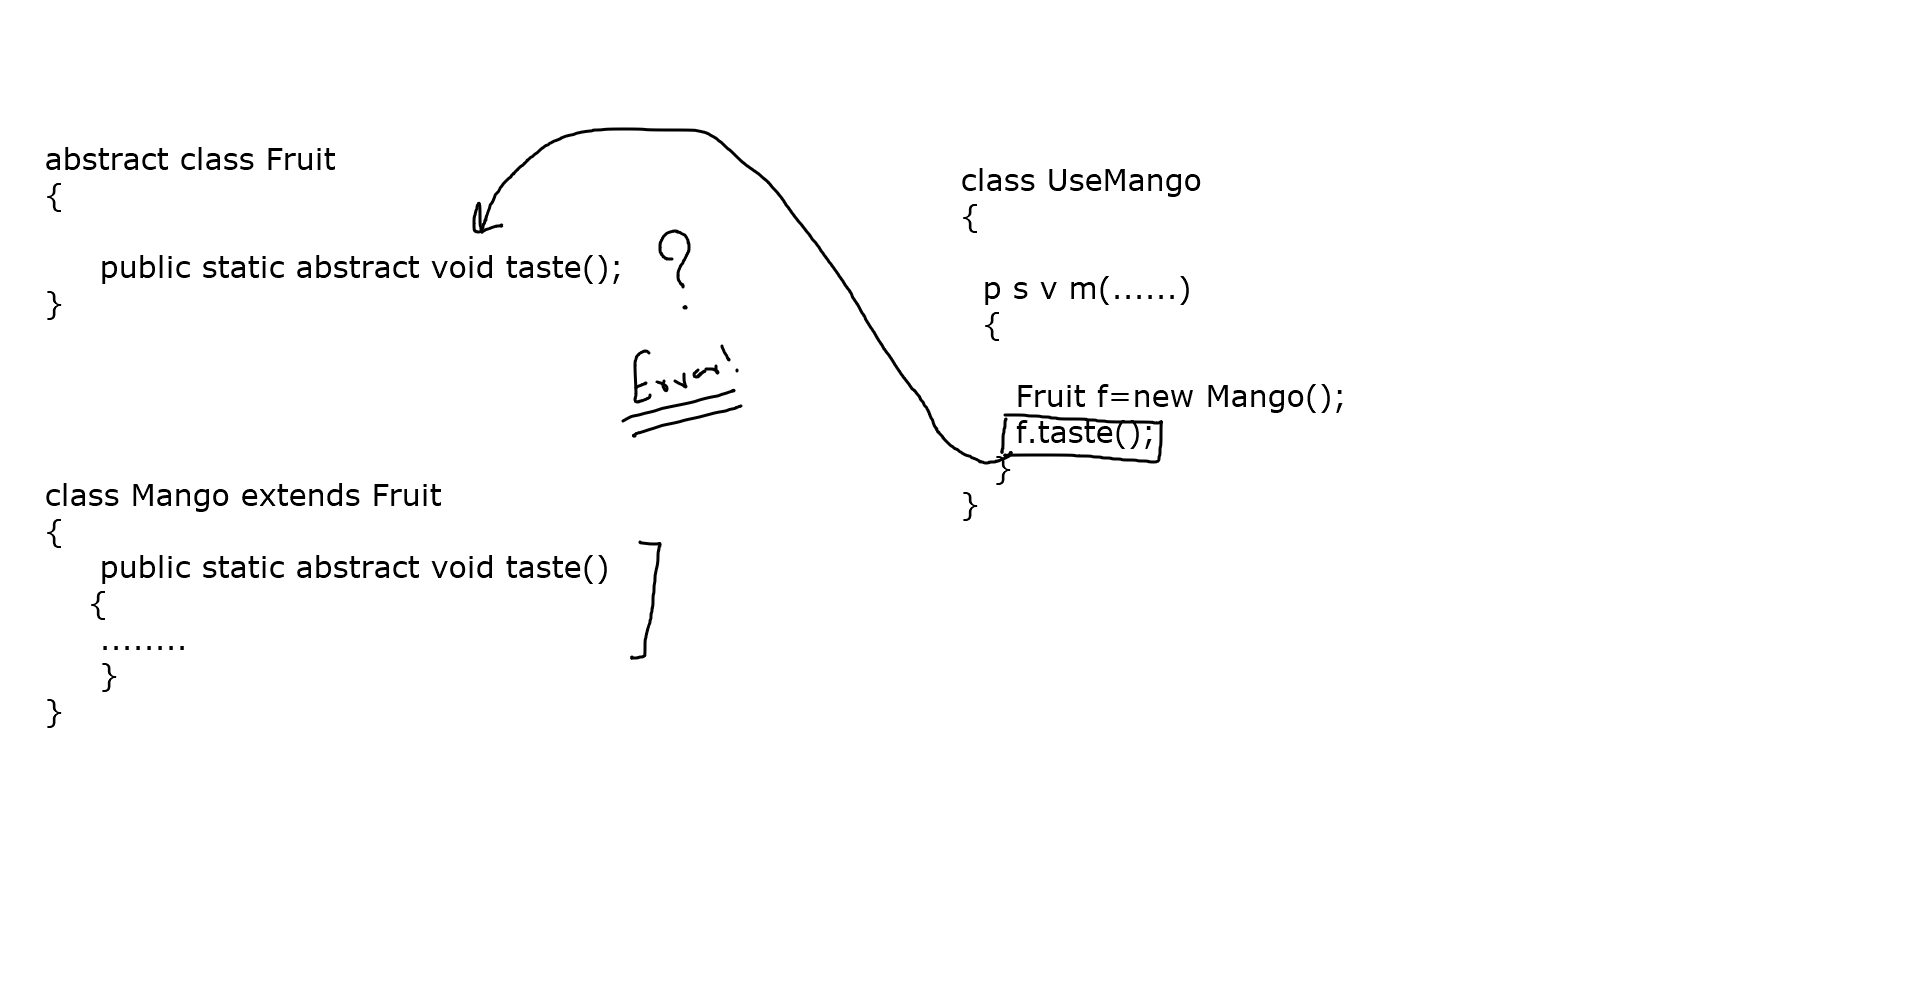 abstract class Fruit
{
public static abstract void taste();
}
?
Error!
class Mango extends Fruit
{
public static abstract void taste()
{
........
}
}
class UseMango
{
p s v m(......)
{
Fruit f=new Mango();
f.taste();
}
}